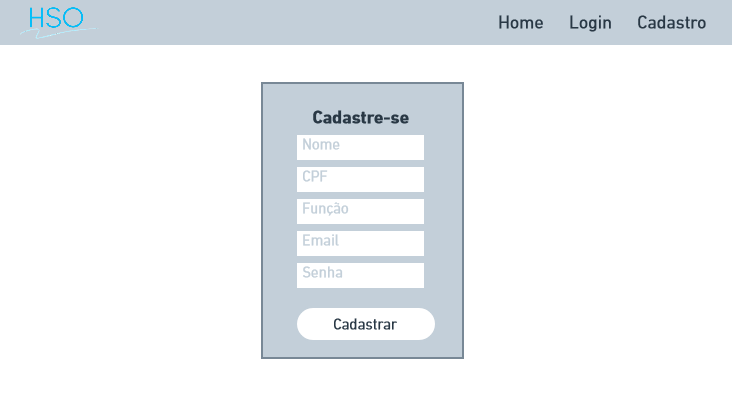 HSO
Home Login Cadastro
Cadastre-se
Nome
CPF
Função
Email
Senha
Cadastrar